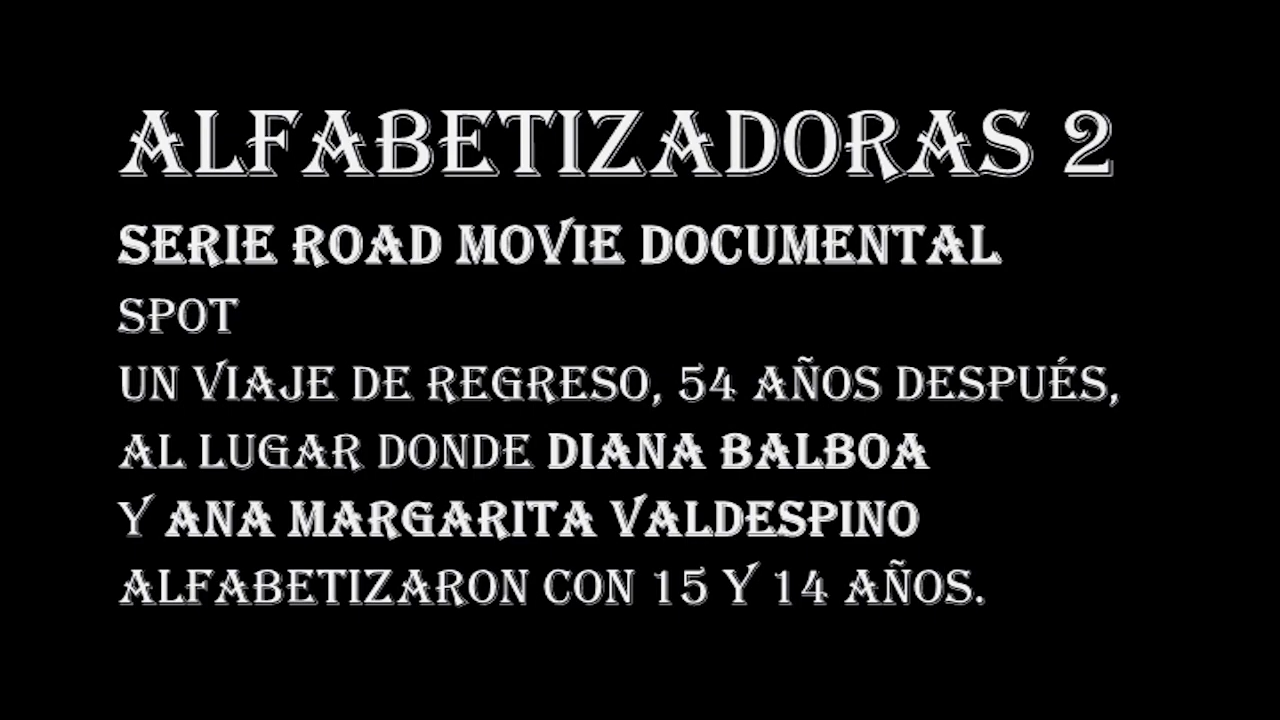 ALFABETIZADORAS 2
SERIE ROAD MOVIE DOCUMENTAL
SPOT
UN VIAJE DE REGRESO, 54 AÑOS DESPUÉS,
AL LUGAR DONDE DIANA BALBOA
Y ANA MARGARITA VALDESPINO
ALFABETIZARON CON 15 Y 14 AÑOS.